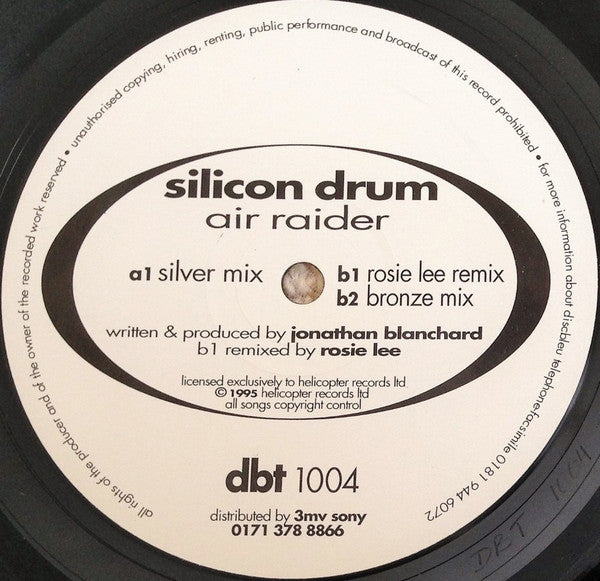 all rights of the producer and of the owner of the recorded work reserved • unauthorised copying, hiring, renting, public performance and broadcast of this record prohibited • for more information about discbleu telephone-facsimile 0181 944 6072
silicon drum
air raider
a1 silver mix
b1 rosie lee remix
b2 bronze mix
written & produced by jonathan blanchard
b1 remixed by rosie lee
licensed exclusively to helicopter records ltd
© 1995 helicopter records ltd
all songs copyright control
dbt 1004
distributed by 3mv sony
0171 378 8866